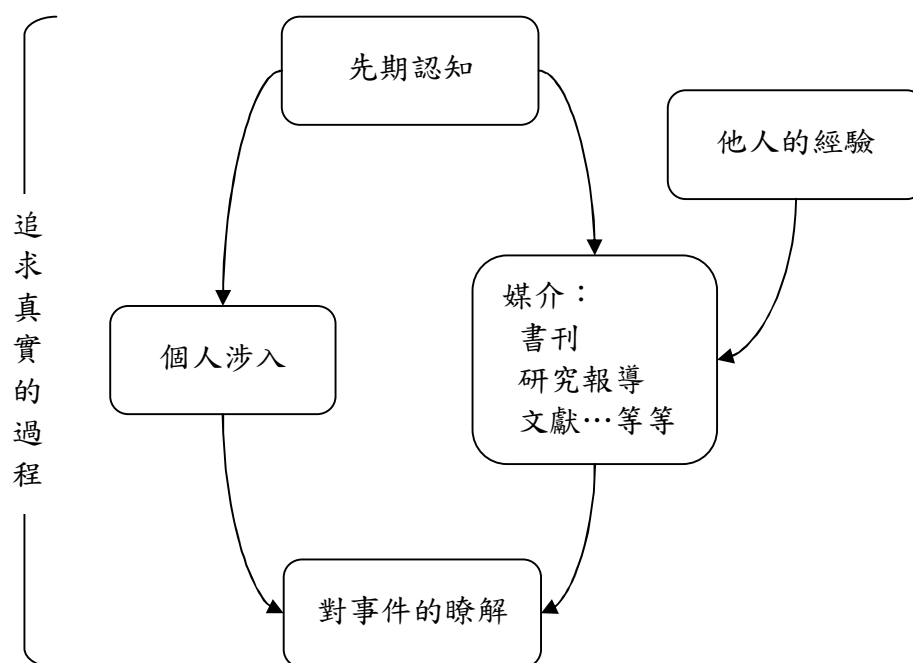 先期認知
他人的經驗
追求真實的過程
媒介：
書刊
研究報導
文獻…等等
個人涉入
對事件的瞭解